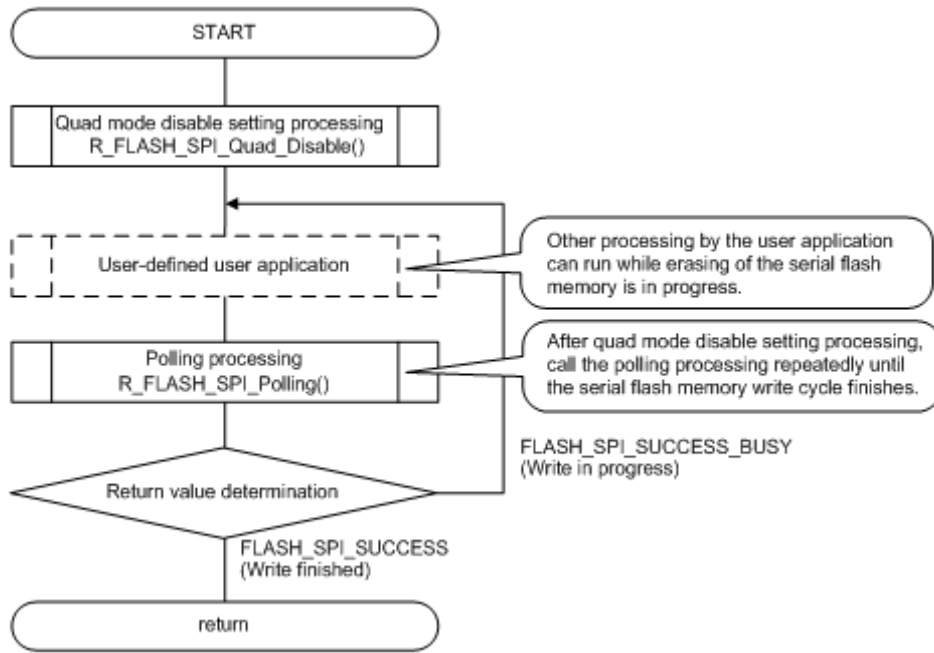 START
Quad mode disable setting processing
R_FLASH_SPI_Quad_Disable()
User-defined user application
Other processing by the user application
can run while erasing of the serial flash
memory is in progress.
Polling processing
R_FLASH_SPI_Polling()
After quad mode disable setting processing,
call the polling processing repeatedly until
the serial flash memory write cycle finishes.
Return value determination
FLASH_SPI_SUCCESS_BUSY
(Write in progress)
FLASH_SPI_SUCCESS
(Write finished)
return